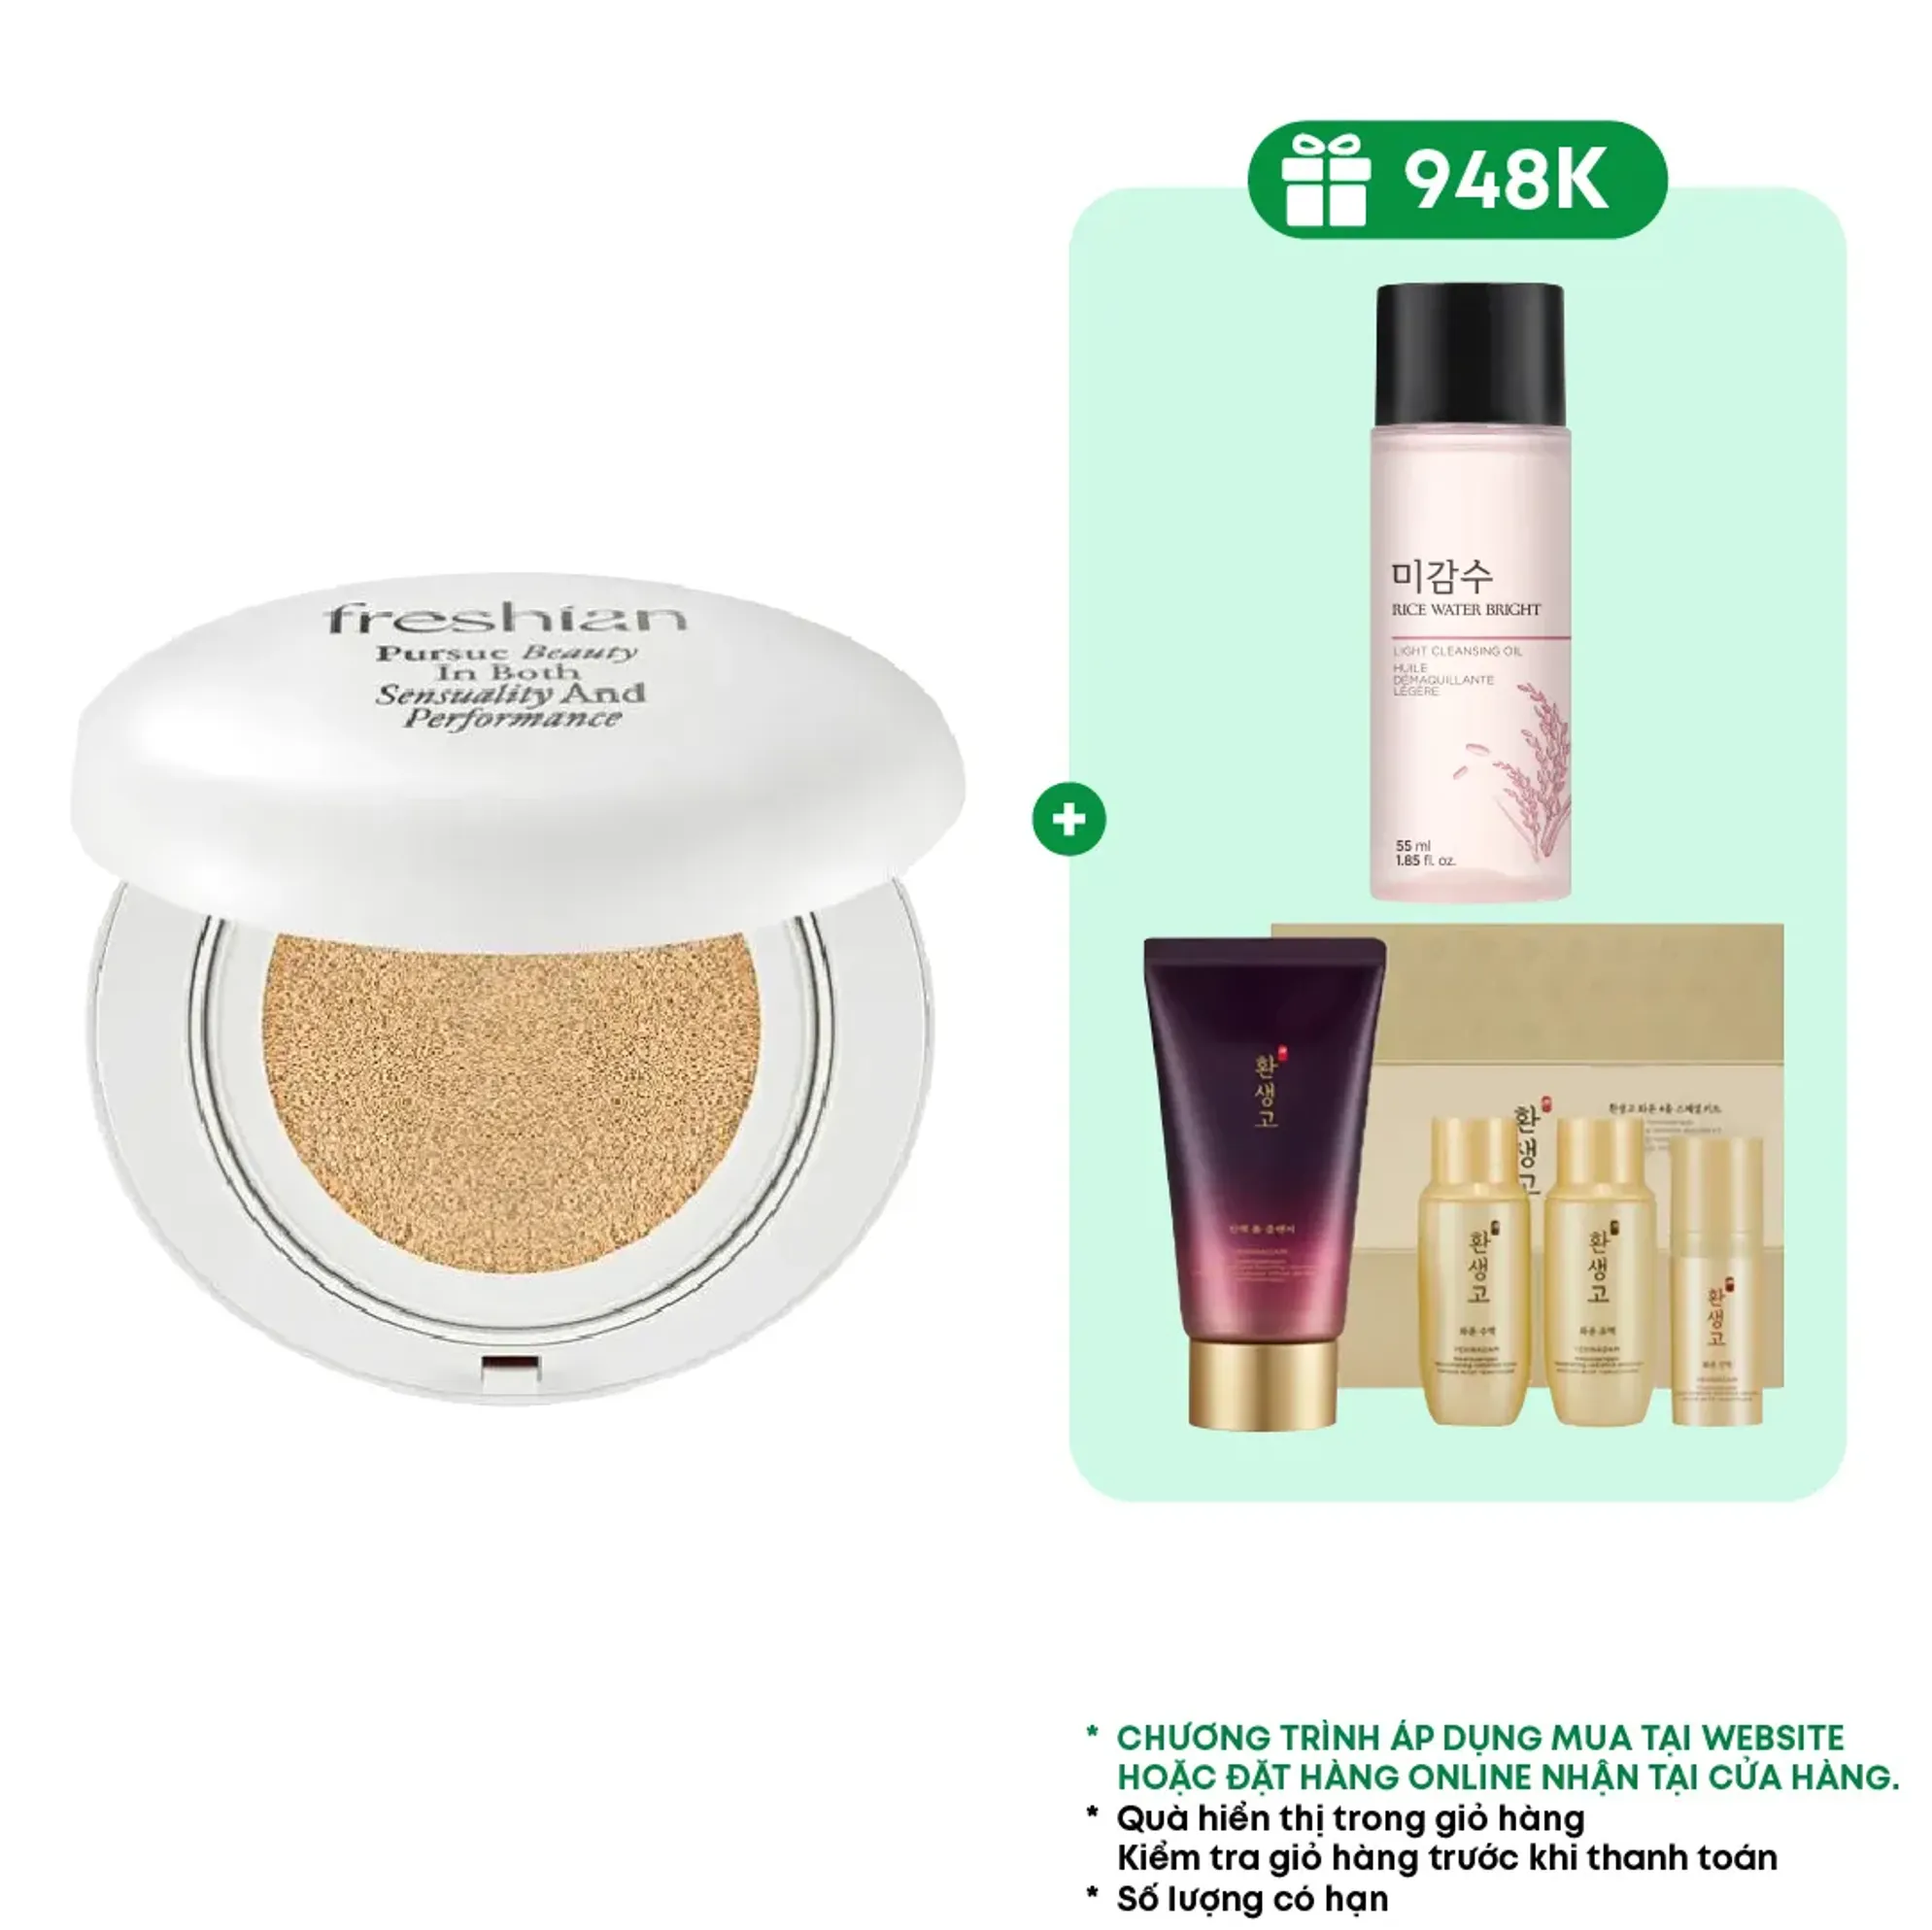 freshian
Pursue Beauty
In Both
Sensuality And
Performance
948K
미감수
RICE WATER BRIGHT
LIGHT CLEANSING OIL
HUILE
DÉMAQUILLANTE
LÉGÈRE
55 ml
1.85 fl. oz.
환생고
환생고
환생고
환생고
환생고
* CHƯƠNG TRÌNH ÁP DỤNG MUA TẠI WEBSITE
HOẶC ĐẶT HÀNG ONLINE NHẬN TẠI CỬA HÀNG.
* Quà hiển thị trong giỏ hàng
Kiểm tra giỏ hàng trước khi thanh toán
* Số lượng có hạn